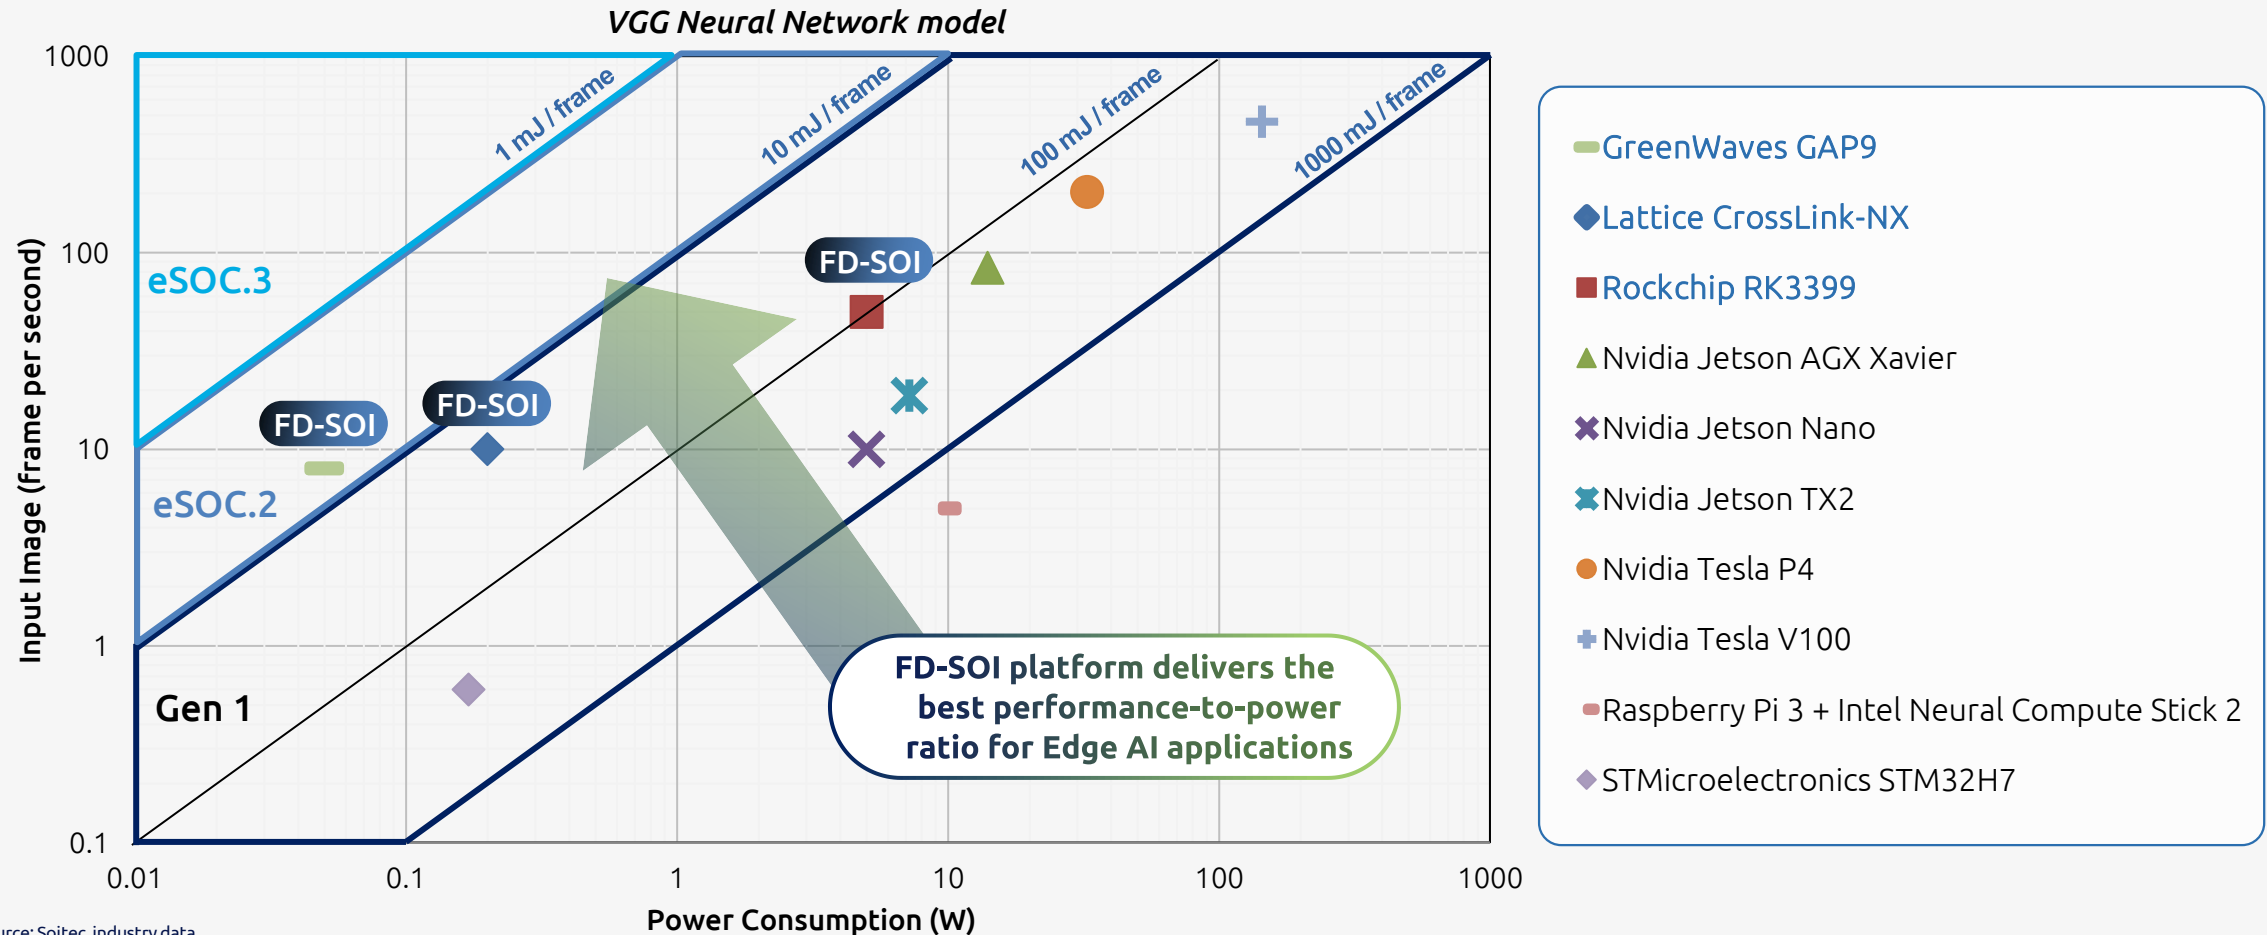 VGG Neural Network model
1000
100
10
1
0.1
Input Image (frame per second)
1 mJ / frame
10 mJ / frame
100 mJ / frame
1000 mJ / frame
eSOC.3
FD-SOI
FD-SOI
FD-SOI
eSOC.2
Gen 1
FD-SOI platform delivers the
best performance-to-power
ratio for Edge AI applications
0.01
0.1
1
10
100
1000
Power Consumption (W)
GreenWaves GAP9
Lattice CrossLink-NX
Rockchip RK3399
Nvidia Jetson AGX Xavier
Nvidia Jetson Nano
Nvidia Jetson TX2
Nvidia Tesla P4
Nvidia Tesla V100
Raspberry Pi 3 + Intel Neural Compute Stick 2
STMicroelectronics STM32H7
Soitec, industry data